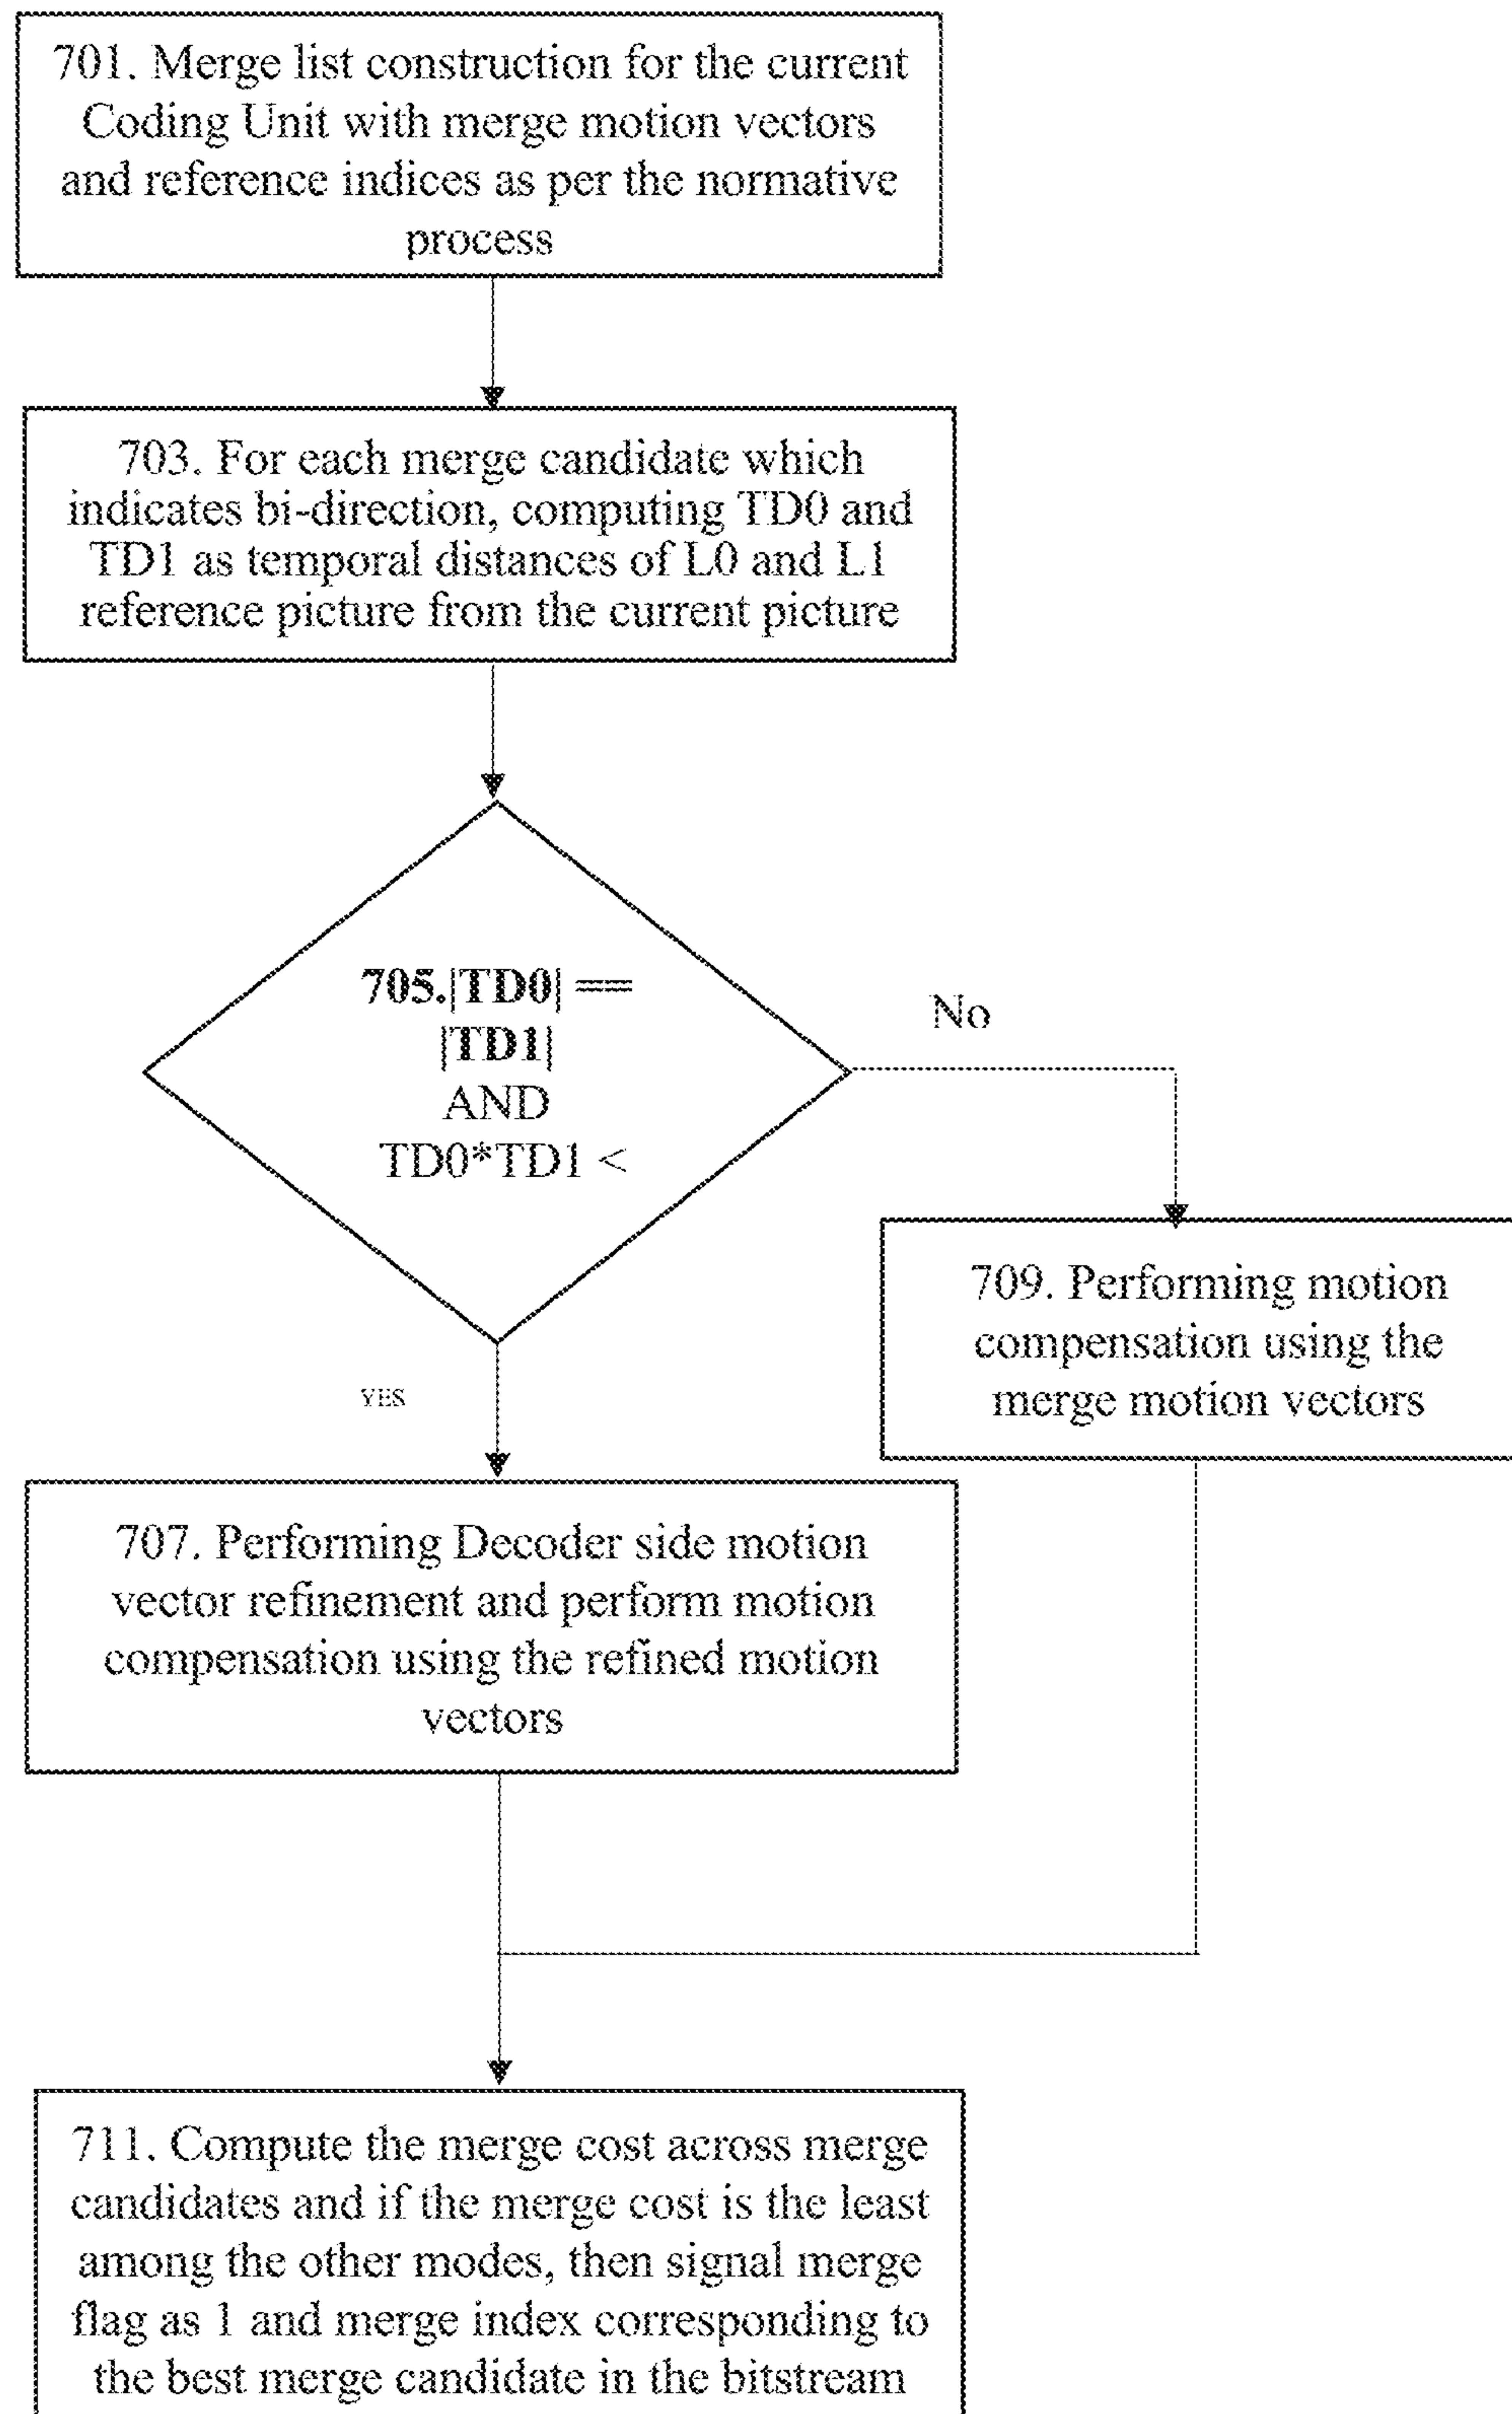 701. Merge list construction for the current
Coding Unit with merge motion vectors
and reference indices as per the normative
process
703. For each merge candidate which
indicates bi-direction, computing TD0 and
TD1 as temporal distances of L0 and L1
reference picture from the current picture
705.|TD0| ==
|TD1|
AND
TD0*TD1 <
No
YES
709. Performing motion
compensation using the
merge motion vectors
707. Performing Decoder side motion
vector refinement and perform motion
compensation using the refined motion
vectors
711. Compute the merge cost across merge
candidates and if the merge cost is the least
among the other modes, then signal merge
flag as 1 and merge index corresponding to
the best merge candidate in the bitstream